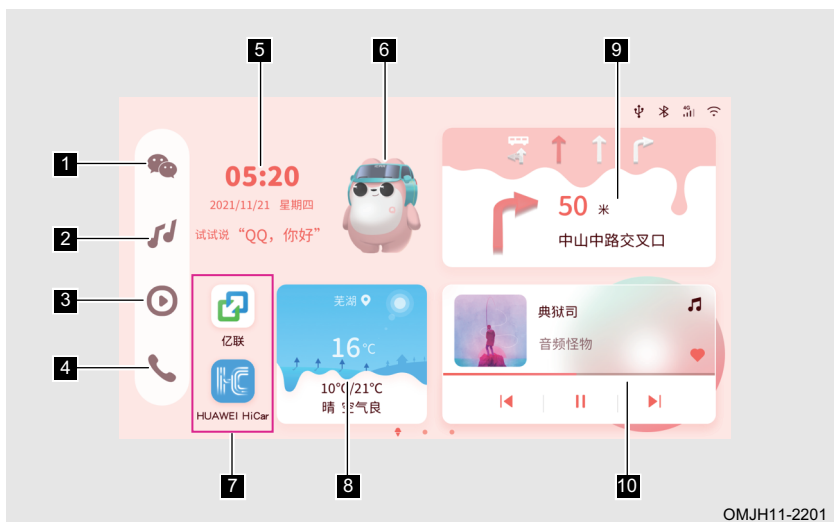 5
6
9
4G
1
2
3
4
05:20
2021/11/21 星期四
试试说“QQ，你好”
50 米
中山中路交叉口
亿联
HUAWEI HiCar
芜湖
16℃
10℃/21℃
晴 空气良
典狱司
音频怪物
7
8
10
OMJH11-2201